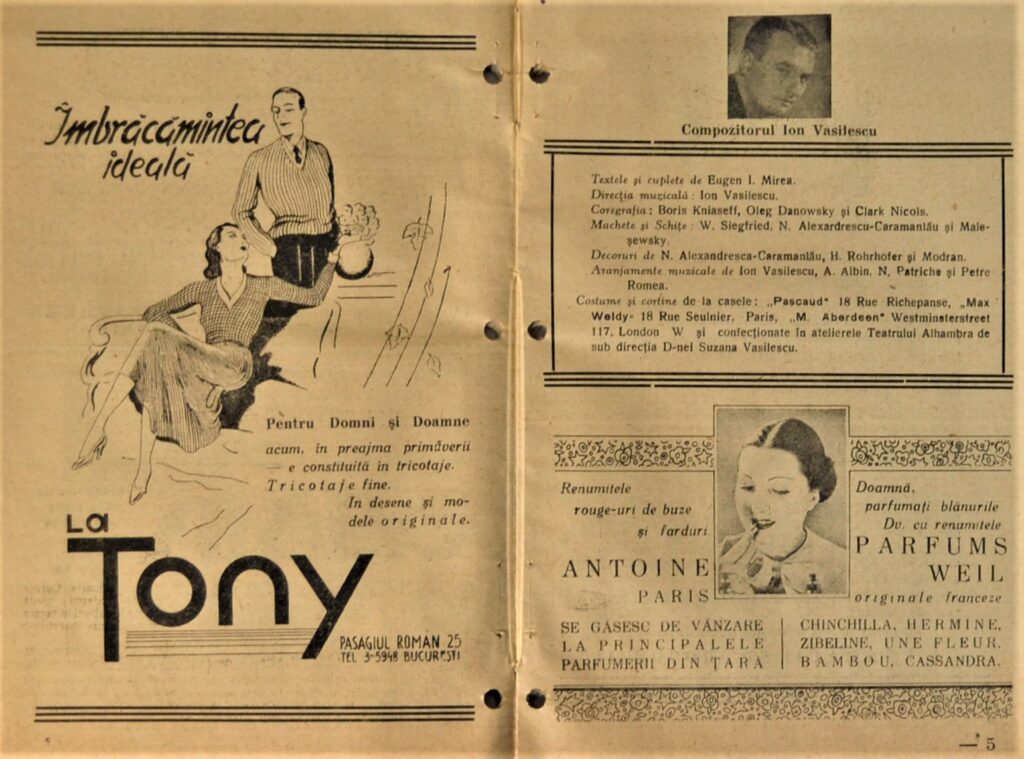 Îmbrăcămintea
ideală
Pentru Domni și Doamne
acum, în preajma primăverii
— e constituită în tricotaje.
Tricotaje fine.
In desene și mo-
dele originale.
La
Tony
PASAGIUL ROMAN 25
TEL 3-5948 BUCUREȘTI
Compozitorul Ion Vasilescu
Textele și cuplete de Eugen I. Mirea.
Direcția muzicală : Ion Vasilescu.
Coregrafia : Boris Kniaseff, Oleg Danowsky și Clark Nicols.
Machete și Schițe : W. Siegfried, N. Alexardrescu-Caramanlău și Male-
șewsky.
Decoruri de N. Alexandresca-Caramanlău, H. Rohrhofer și Modran.
Aranjamente muzicale de Ion Vasilescu, A. Albin, N. Patriche și Petre
Romea.
Costume și cortine de la casele : „Pascaud" 18 Rue Richepanse, „Max
Weldy" 18 Rue Seulnier, Paris, „M. Aberdeen" Westminsterstreet
117, London W și confecționate în atelierele Teatrului Alhambra de
sub direcția D-nei Suzana Vasilescu.
Renumitele
rouge-uri de buze
și farduri
ANTOINE
PARIS
SE GĂSESC DE VÂNZARE
LA PRINCIPALELE
PARFUMERII DIN ȚARA
Doamnă,
parfumați blănurile
Dv. cu renumitele
PARFUMS
WEIL
originale franceze
CHINCHILLA, HERMINE,
ZIBELINE, UNE FLEUR,
BAMBOU, CASSANDRA.
— 5